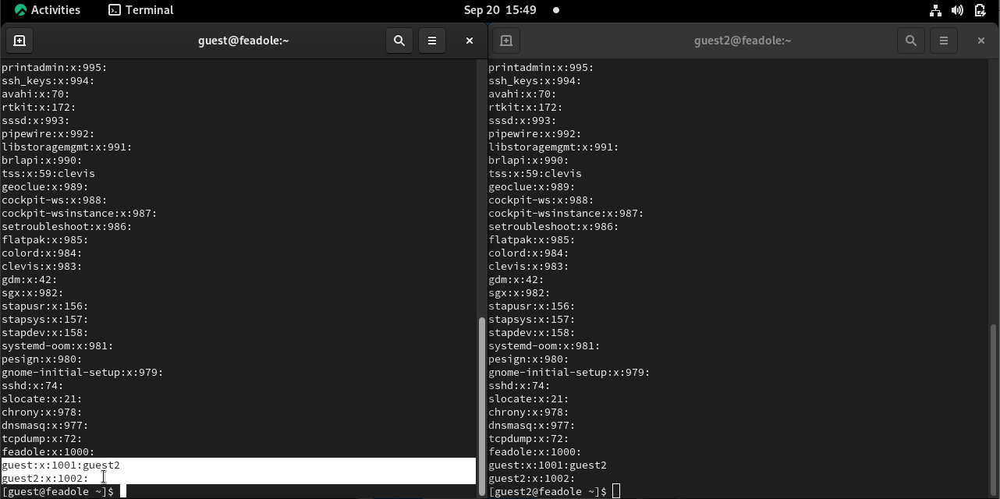 Activities
Terminal
Sep 20 15:49
guest@feadole:~
printadmin:x:995:
ssh_keys:x:994:
avahi:x:70:
rtkit:x:172:
sssd:x:993:
pipewire:x:992:
libstoragemgmt:x:991:
brlapi:x:990:
tss:x:59:clevis
geoclue:x:989:
cockpit-ws:x:988:
cockpit-wsinstance:x:987:
setroubleshoot:x:986:
flatpak:x:985:
colord:x:984:
clevis:x:983:
gdm:x:42:
sgx:x:982:
stapusr:x:156:
stapsys:x:157:
stapdev:x:158:
systemd-oom:x:981:
pesign:x:980:
gnome-initial-setup:x:979:
sshd:x:74:
slocate:x:21:
chrony:x:978:
dnsmasq:x:977:
tcpdump:x:72:
feadole:x:1000:
guest:x:1001:guest2
guest2:x:1002:
[guest@feadole ~]$
guest2@feadole:~
printadmin:x:995:
ssh_keys:x:994:
avahi:x:70:
rtkit:x:172:
sssd:x:993:
pipewire:x:992:
libstoragemgmt:x:991:
brlapi:x:990:
tss:x:59:clevis
geoclue:x:989:
cockpit-ws:x:988:
cockpit-wsinstance:x:987:
setroubleshoot:x:986:
flatpak:x:985:
colord:x:984:
clevis:x:983:
gdm:x:42:
sgx:x:982:
stapusr:x:156:
stapsys:x:157:
stapdev:x:158:
systemd-oom:x:981:
pesign:x:980:
gnome-initial-setup:x:979:
sshd:x:74:
slocate:x:21:
chrony:x:978:
dnsmasq:x:977:
tcpdump:x:72:
feadole:x:1000:
guest:x:1001:guest2
guest2:x:1002:
[guest2@feadole ~]$